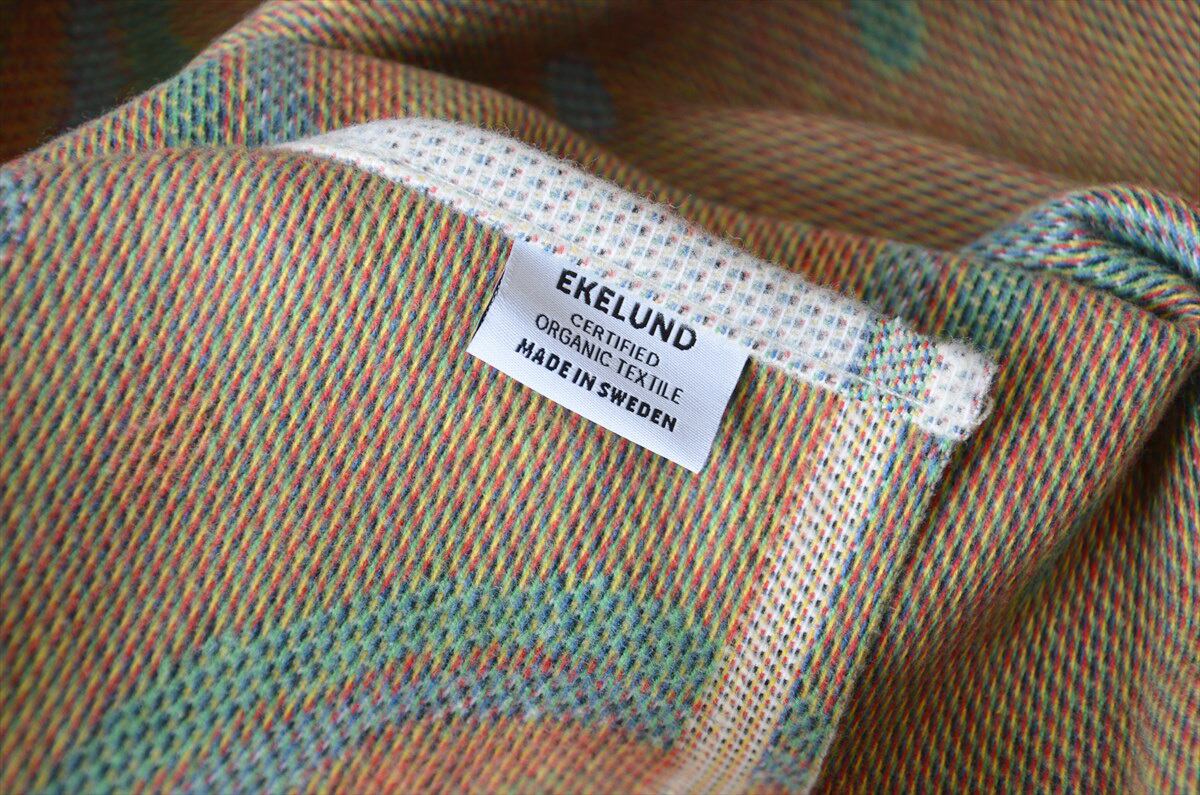 EKELUND
CERTIFIED
ORGANIC TEXTILE
MADE IN SWEDEN